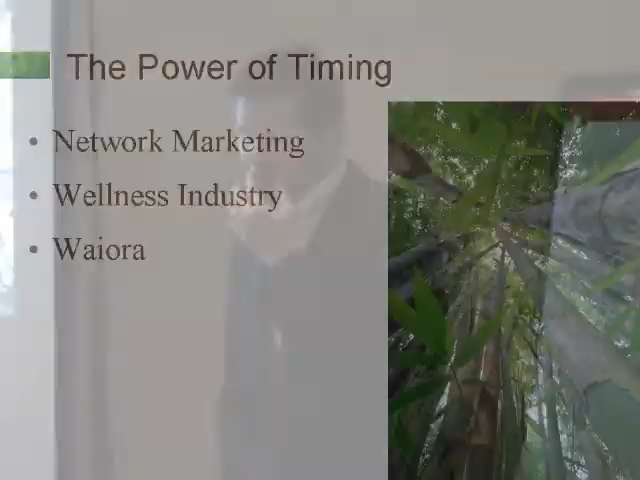 The Power of Timing
• Network Marketing
• Wellness Industry
• Waiora